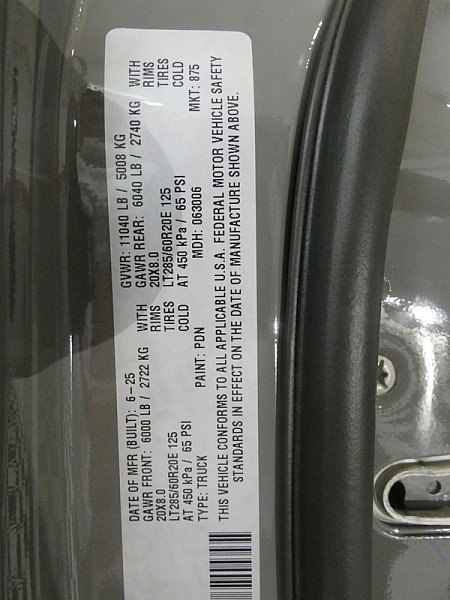 DATE OF MFR (BUILT): 6-25 GVWR: 11040 LB / 5008 KG
GAWR FRONT: 6000 LB / 2722 KG WITH GAWR REAR: 6040 LB / 2740 KG WITH
20X8.0 RIMS 20X8.0 RIMS
LT285/60R20E 125 TIRES LT285/60R20E 125 TIRES
AT 450 kPa / 65 PSI COLD AT 450 kPa / 65 PSI COLD
TYPE: TRUCK PAINT: PDN MDH: 063006 MKT: 875
THIS VEHICLE CONFORMS TO ALL APPLICABLE U.S.A. FEDERAL MOTOR VEHICLE SAFETY
STANDARDS IN EFFECT ON THE DATE OF MANUFACTURE SHOWN ABOVE.